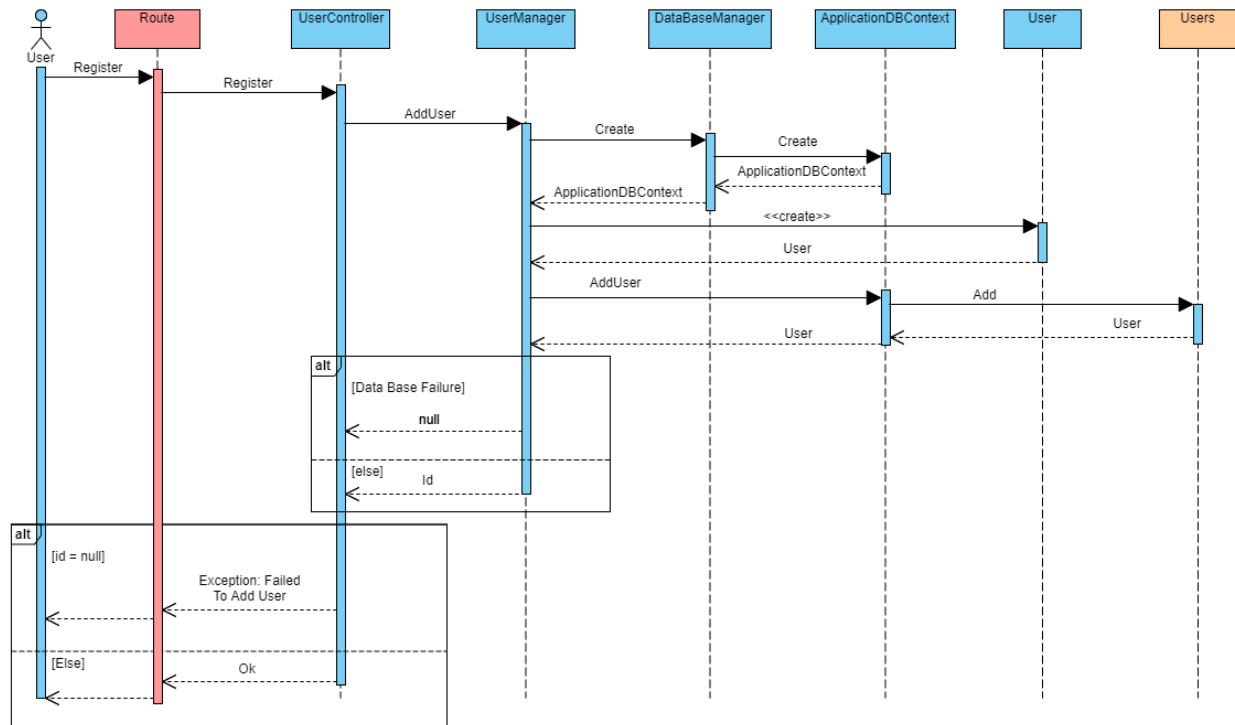 Route
UserController
UserManager
DataBaseManager
ApplicationDBContext
User
Users
User
Register
Register
AddUser
Create
Create
ApplicationDBContext
ApplicationDBContext
<<create>>
User
AddUser
Add
User
User
alt
[Data Base Failure]
null
[else]
Id
alt
[id = null]
Exception: Failed
To Add User
[Else]
Ok